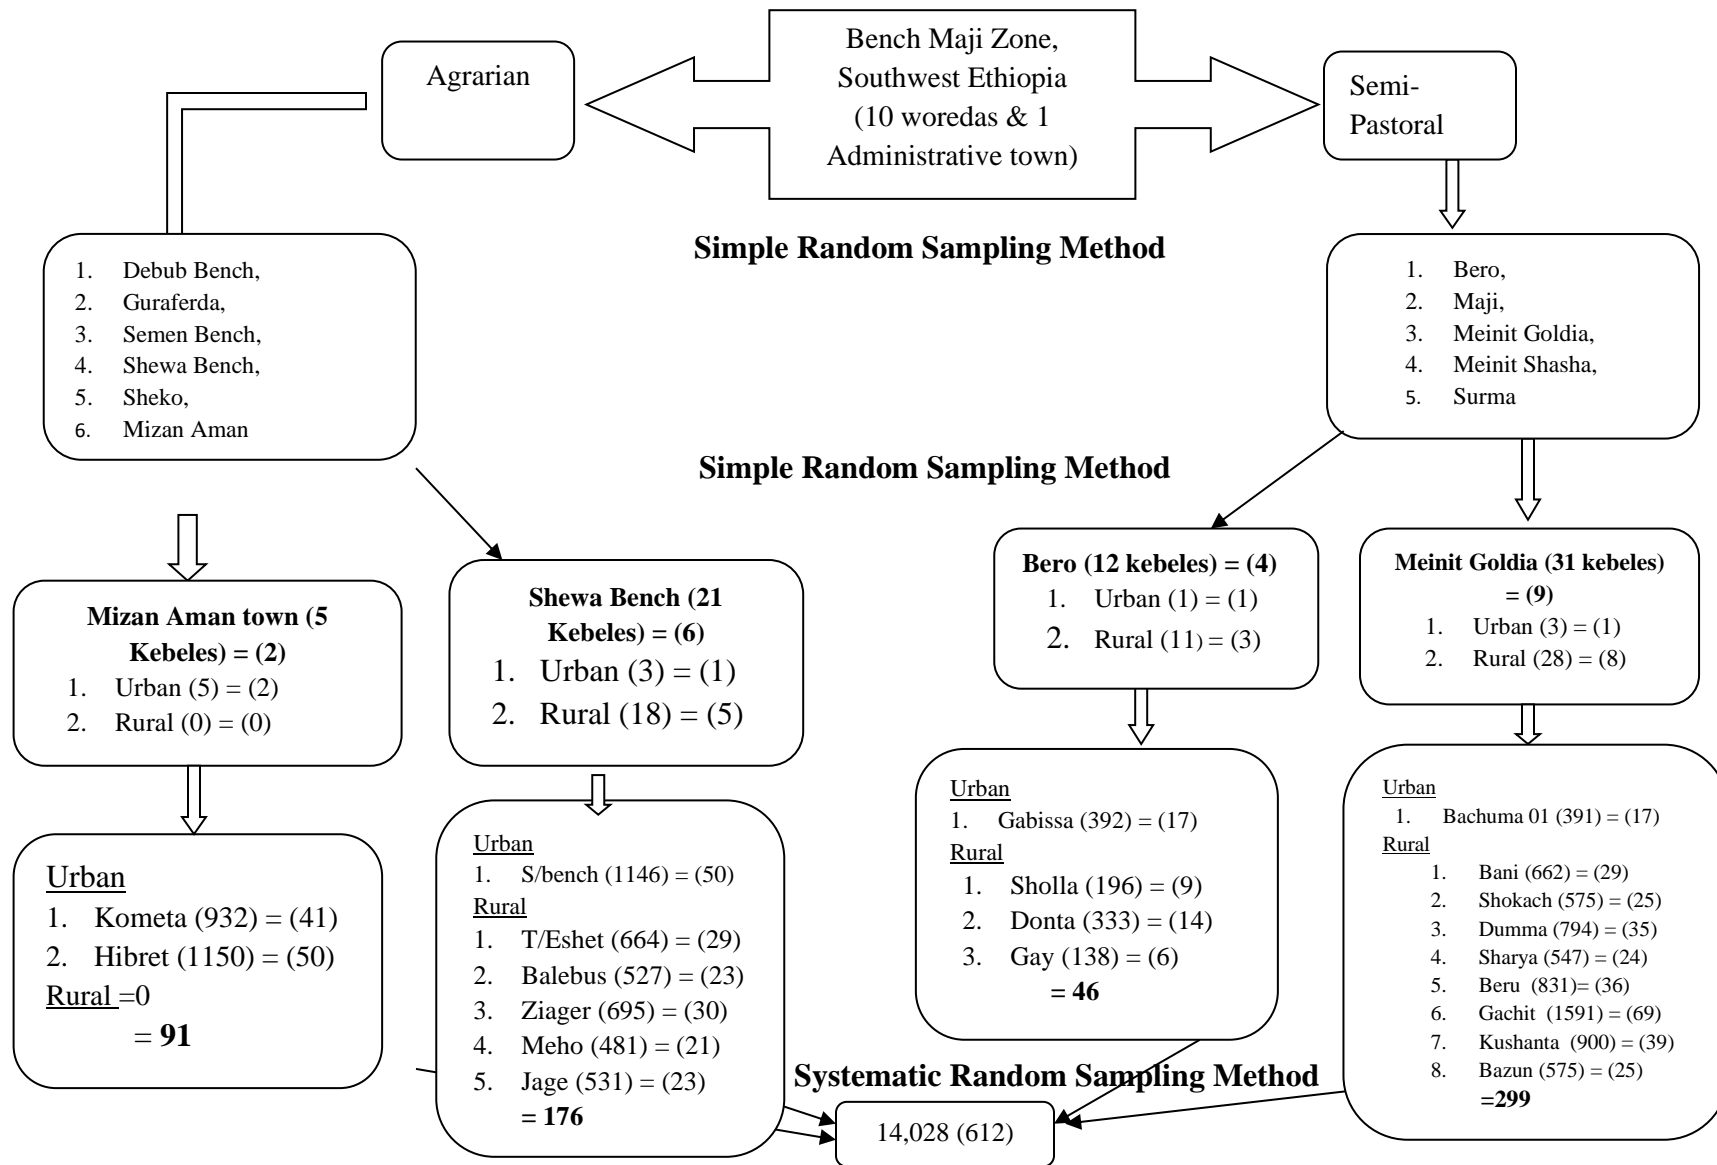 Bench Maji Zone,
Southwest Ethiopia
(10 woredas & 1
Administrative town)
Agrarian
Semi-
Pastoral
Simple Random Sampling Method
1. Debub Bench,
2. Guraferda,
3. Semen Bench,
4. Shewa Bench,
5. Sheko,
6. Mizan Aman
1. Bero,
2. Maji,
3. Meinit Goldia,
4. Meinit Shasha,
5. Surma
Simple Random Sampling Method
Mizan Aman town (5
Kebeles) = (2)
1. Urban (5) = (2)
2. Rural (0) = (0)
Shewa Bench (21
Kebeles) = (6)
1. Urban (3) = (1)
2. Rural (18) = (5)
Bero (12 kebeles) = (4)
1. Urban (1) = (1)
2. Rural (11) = (3)
Meinit Goldia (31 kebeles)
= (9)
1. Urban (3) = (1)
2. Rural (28) = (8)
Urban
1. Kometa (932) = (41)
2. Hibret (1150) = (50)
Rural =0
= 91
Urban
1. S/bench (1146) = (50)
Rural
1. T/Eshet (664) = (29)
2. Balebus (527) = (23)
3. Ziager (695) = (30)
4. Meho (481) = (21)
5. Jage (531) = (23)
= 176
Urban
1. Gabissa (392) = (17)
Rural
1. Sholla (196) = (9)
2. Donta (333) = (14)
3. Gay (138) = (6)
= 46
Urban
1. Bachuma 01 (391) = (17)
Rural
1. Bani (662) = (29)
2. Shokach (575) = (25)
3. Dumma (794) = (35)
4. Sharya (547) = (24)
5. Beru (831)= (36)
6. Gachit (1591) = (69)
7. Kushanta (900) = (39)
8. Bazun (575) = (25)
=299
Systematic Random Sampling Method
14,028 (612)